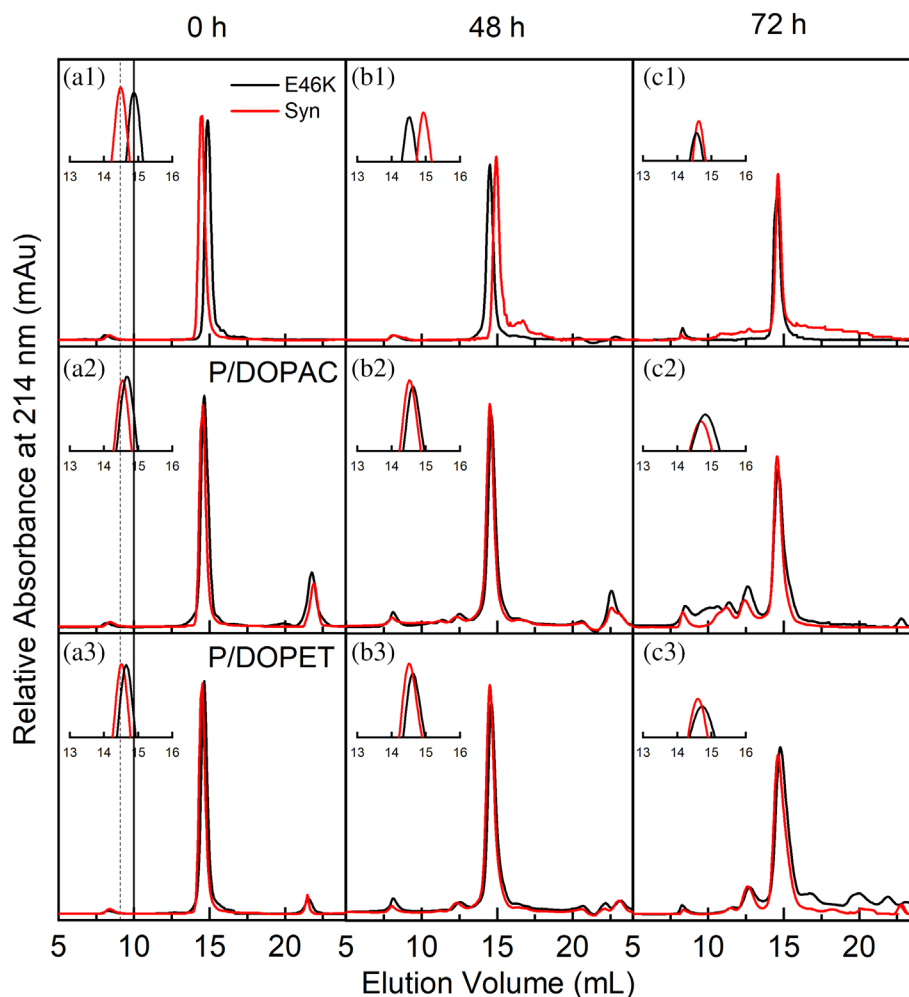 0 h 48 h 72 h
(a1) E46K (b1) (c1)
Syn
13 14 15 16 13 14 15 16 13 14 15 16
(a2) P/DOPAC (b2) (c2)
13 14 15 16 13 14 15 16 13 14 15 16
(a3) P/DOPET (b3) (c3)
13 14 15 16 13 14 15 16 13 14 15 16
5 10 15 20 5 10 15 20 5 10 15 20
Elution Volume (mL)
Relative Absorbance at 214 nm (mAu)